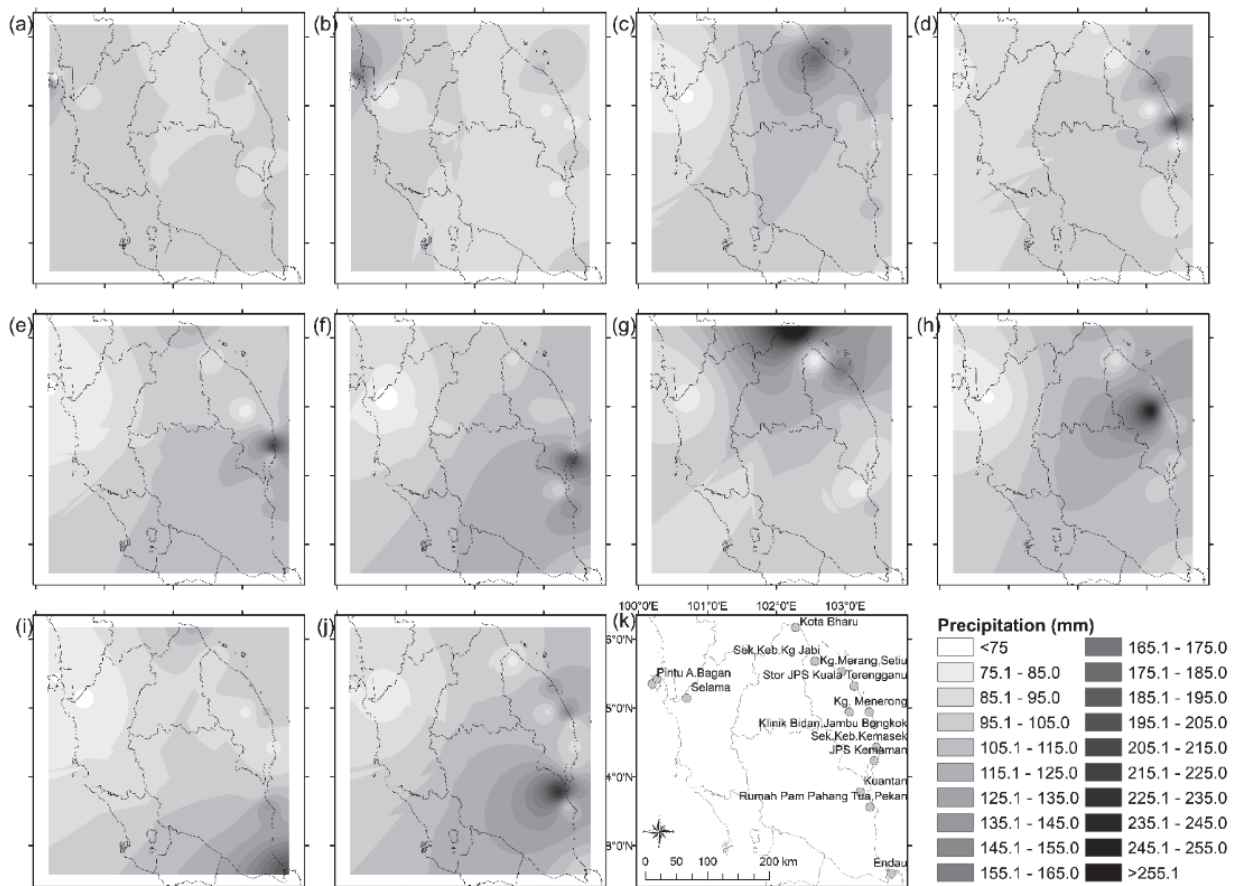 (a)
(b)
(c)
(d)
(e)
(f)
(g)
(h)
(i)
(j)
(k)
100°0'E 101°0'E 102°0'E 103°0'E
6°0'N
5°0'N
4°0'N
3°0'N
Kota Bharu
Sek.Keb.Kg Jabi
Kg.Merang,Setiu
Stor JPS Kuala Terengganu
Pintu A.Bagan
Selama
Kg. Menerong
Klinik Bidan,Jambu Bongkok
Sek.Keb.Kemasek
JPS Kemaman
Kuantan
Rumah Pam Pahang Tua,Pekan
Endau
0 50 100 200 km
Precipitation (mm)
<75
75.1 - 85.0
85.1 - 95.0
95.1 - 105.0
105.1 - 115.0
115.1 - 125.0
125.1 - 135.0
135.1 - 145.0
145.1 - 155.0
155.1 - 165.0
165.1 - 175.0
175.1 - 185.0
185.1 - 195.0
195.1 - 205.0
205.1 - 215.0
215.1 - 225.0
225.1 - 235.0
235.1 - 245.0
245.1 - 255.0
>255.1